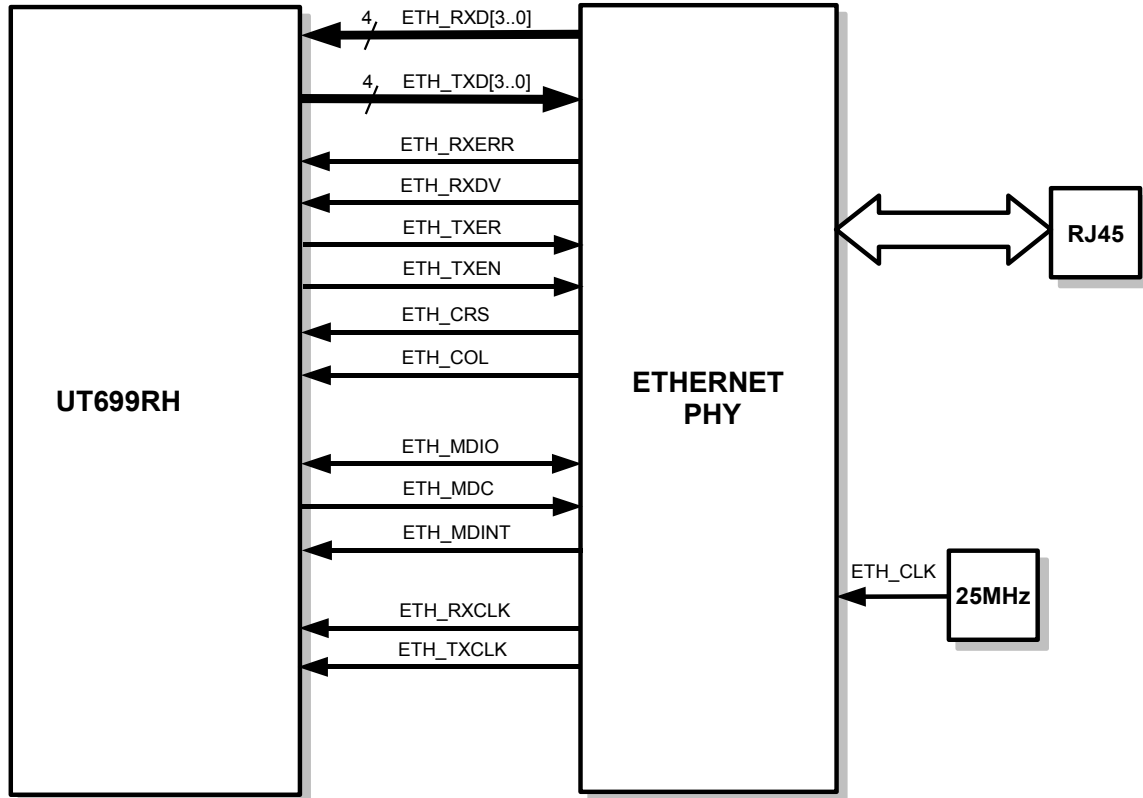 4 ETH_RXD[3..0]
4 ETH_TXD[3..0]
ETH_RXERR
ETH_RXDV
ETH_TXER
ETH_TXEN
ETH_CRS
ETH_COL
UT699RH
ETHERNET
PHY
RJ45
ETH_MDIO
ETH_MDC
ETH_MDINT
ETH_CLK
25MHz
ETH_RXCLK
ETH_TXCLK